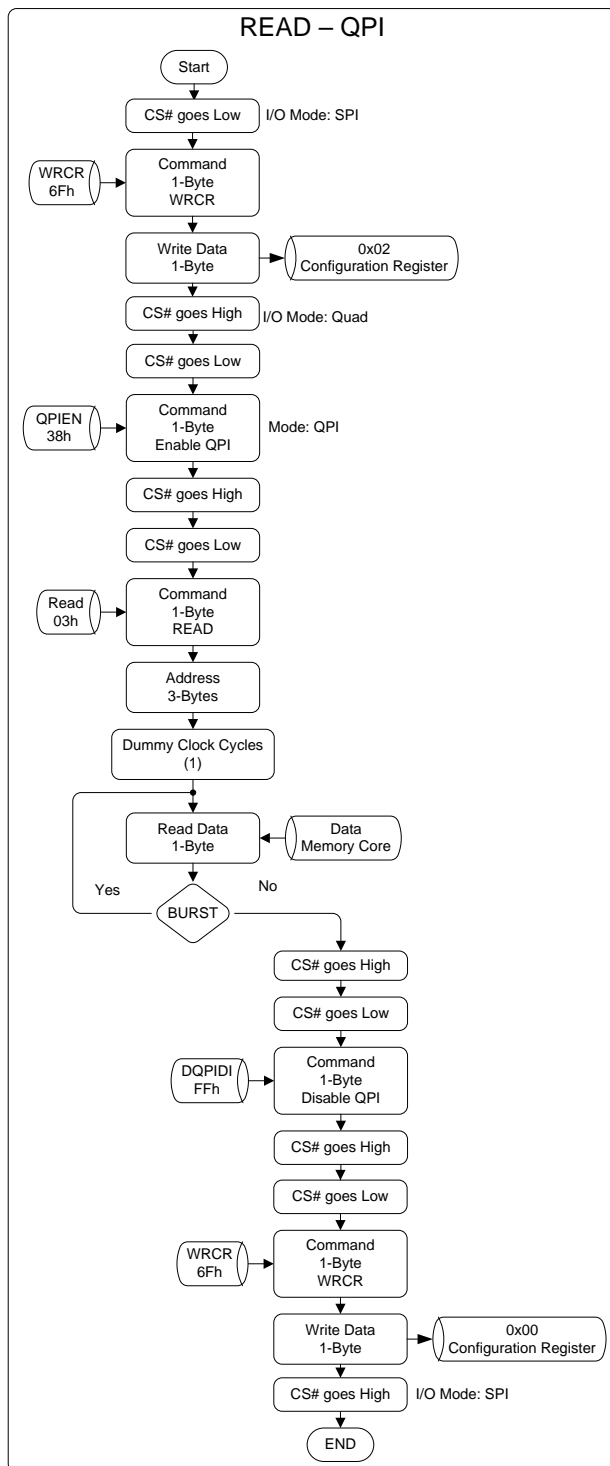 READ – QPI
Start
CS# goes Low
I/O Mode: SPI
WRCR
6Fh
Command
1-Byte
WRCR
Write Data
1-Byte
0x02
Configuration Register
CS# goes High
I/O Mode: Quad
CS# goes Low
QPIEN
38h
Command
1-Byte
Enable QPI
Mode: QPI
CS# goes High
CS# goes Low
Read
03h
Command
1-Byte
READ
Address
3-Bytes
Dummy Clock Cycles
(1)
Read Data
1-Byte
Data
Memory Core
Yes
No
BURST
CS# goes High
CS# goes Low
DQPIDI
FFh
Command
1-Byte
Disable QPI
CS# goes High
CS# goes Low
WRCR
6Fh
Command
1-Byte
WRCR
Write Data
1-Byte
0x00
Configuration Register
CS# goes High
I/O Mode: SPI
END